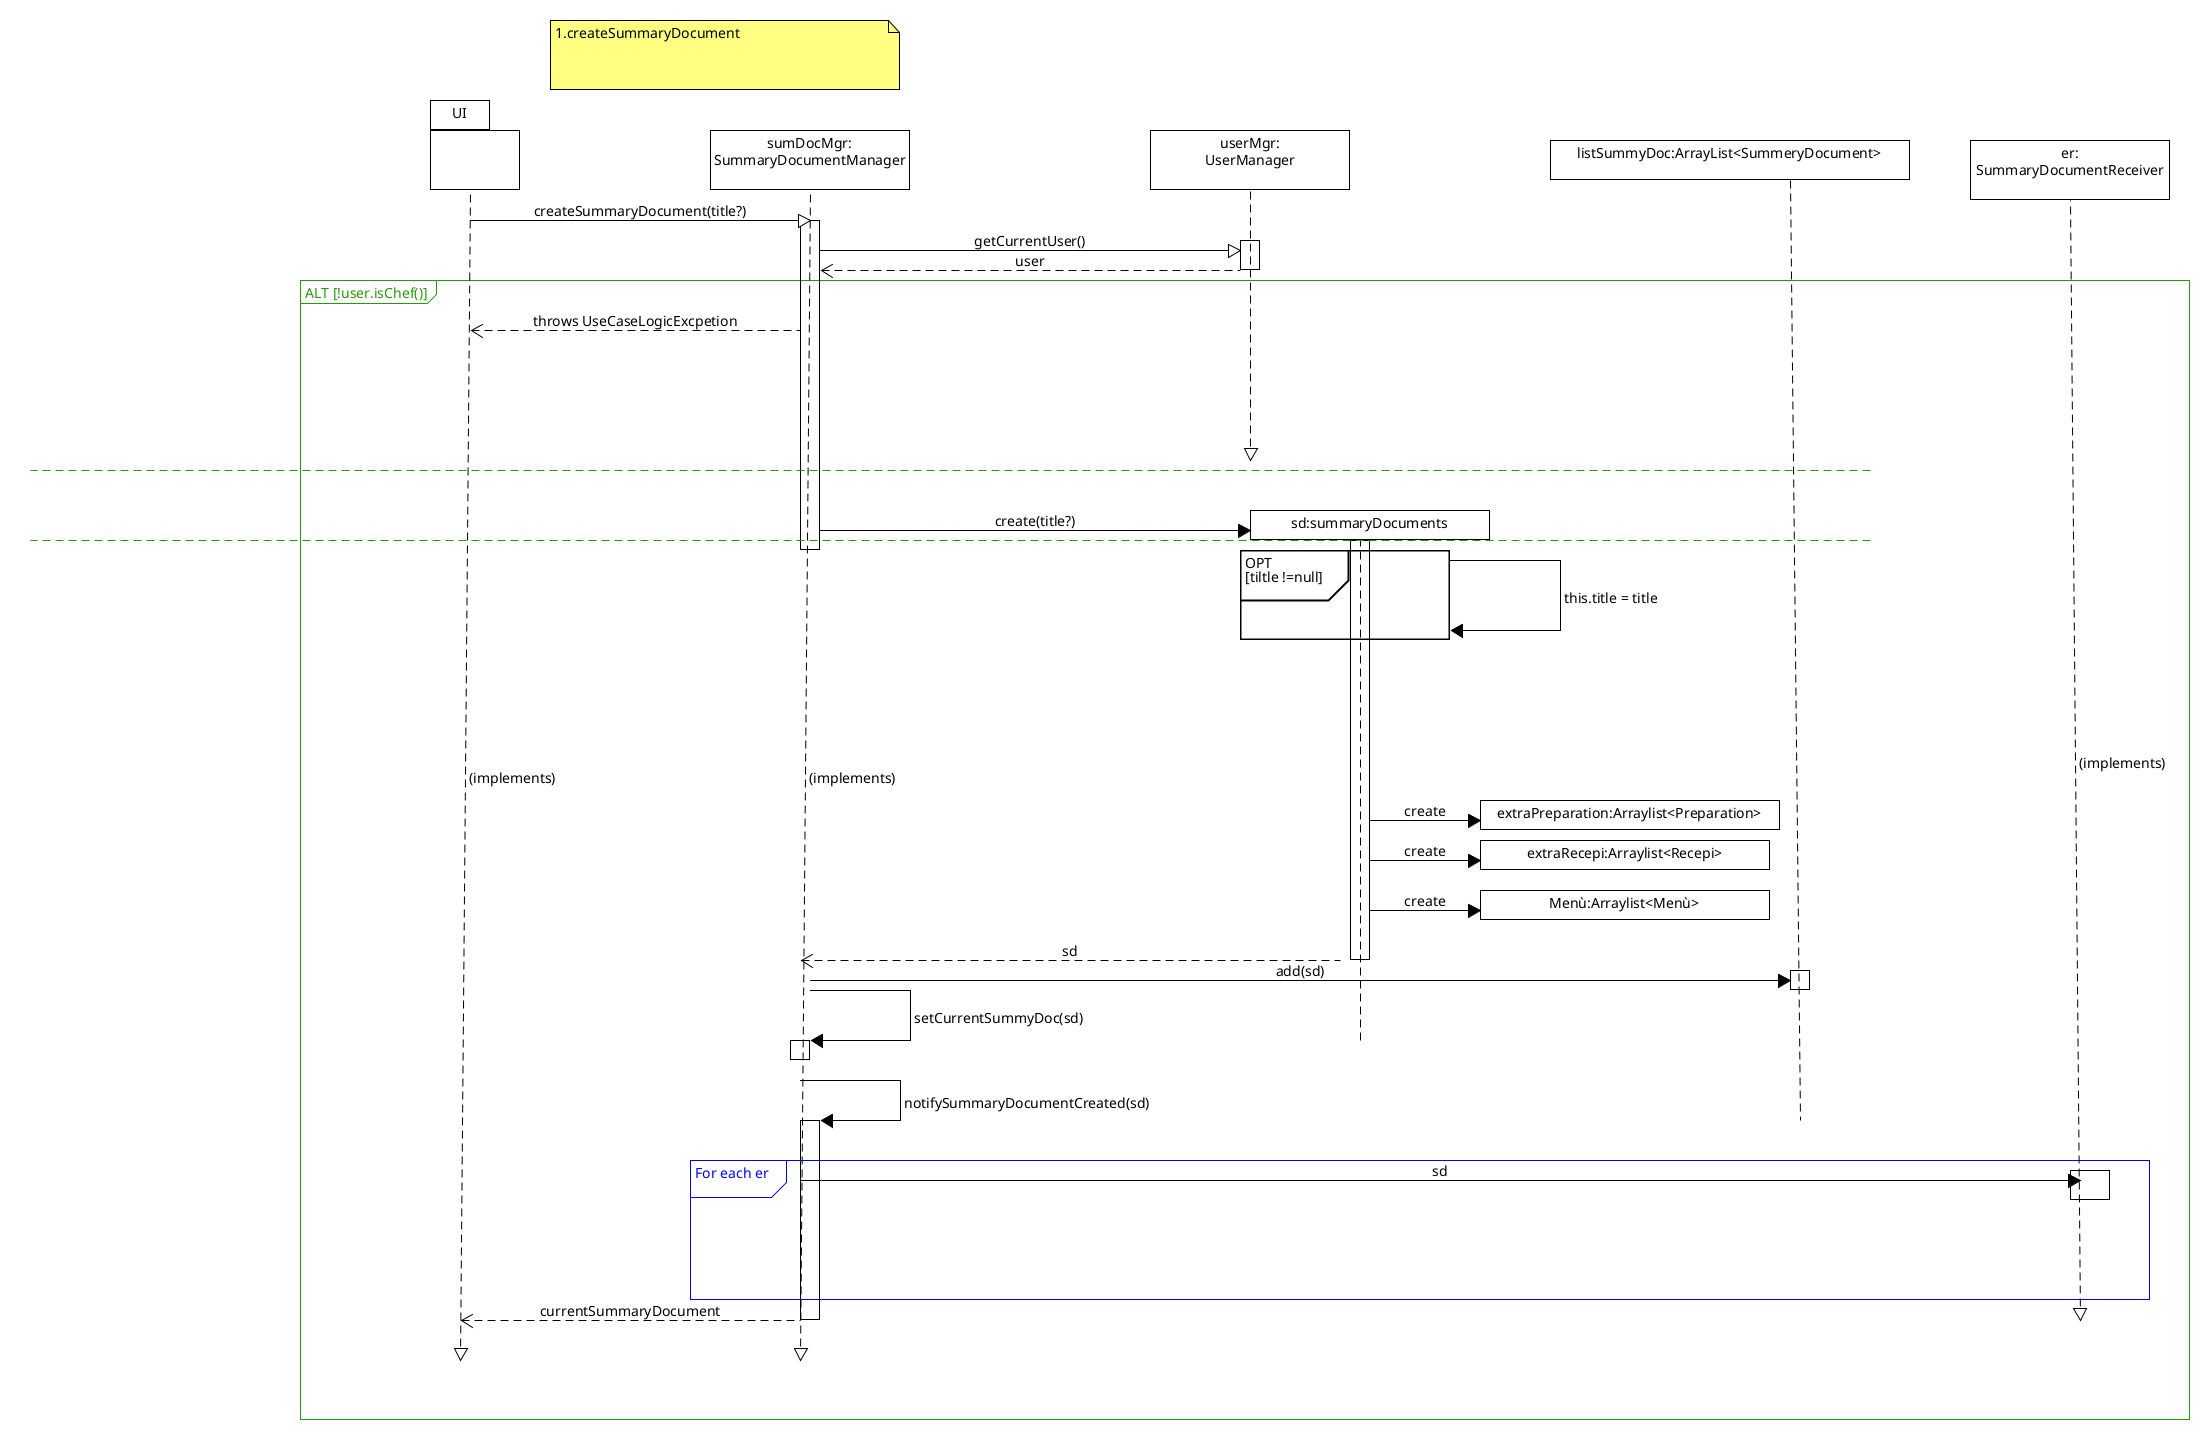 1.createSummaryDocument
UI
sumDocMgr:
SummaryDocumentManager
userMgr:
UserManager
listSummyDoc:ArrayList<SummeryDocument>
er:
SummaryDocumentReceiver
createSummaryDocument(title?)
getCurrentUser()
user
ALT [!user.isChef()]
throws UseCaseLogicExcpetion
create(title?)
sd:summaryDocuments
OPT
[tiltle !=null]
this.title = title
(implements)
(implements)
(implements)
create
extraPreparation:Arraylist<Preparation>
create
extraRecepi:Arraylist<Recepi>
create
Menù:Arraylist<Menù>
sd
add(sd)
setCurrentSummyDoc(sd)
notifySummaryDocumentCreated(sd)
For each er
sd
currentSummaryDocument